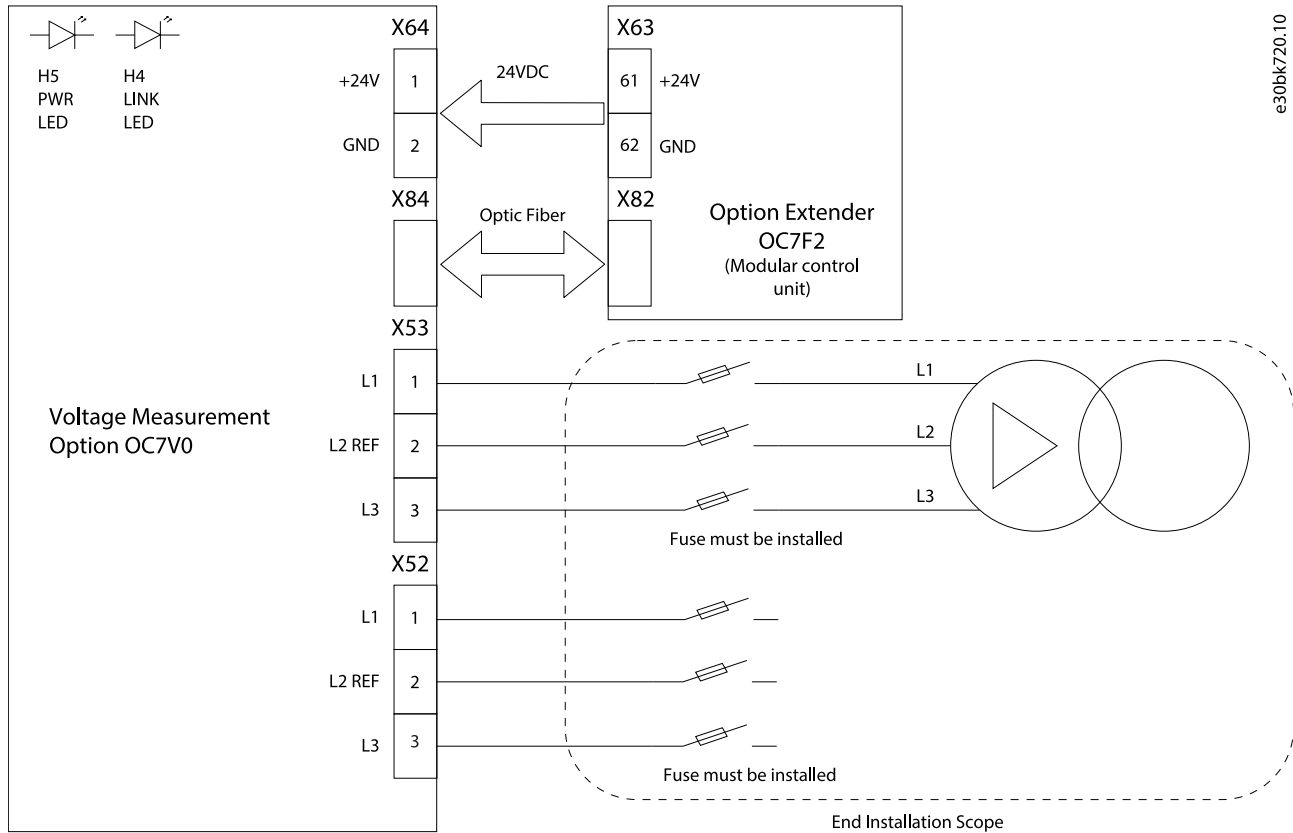 H5
PWR
LED
H4
LINK
LED
X64
+24V
1
GND
2
24VDC
X63
61
+24V
62
GND
X84
Optic Fiber
X82
Option Extender
OC7F2
(Modular control
unit)
e30bk720.10
Voltage Measurement
Option OC7V0
X53
L1
1
L2 REF
2
L3
3
L1
L2
L3
Fuse must be installed
X52
L1
1
L2 REF
2
L3
3
Fuse must be installed
End Installation Scope